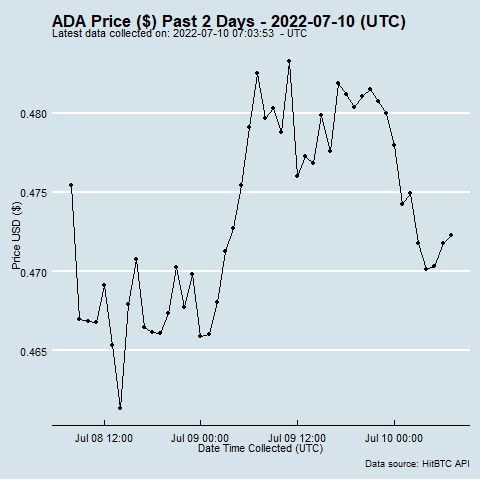 ADA Price ($) Past 2 Days - 2022-07-10 (UTC)
Latest data collected on: 2022-07-10 07:03:53 - UTC
0.480
0.475
0.470
0.465
Price USD ($)
Jul 08 12:00
Jul 09 00:00
Jul 09 12:00
Jul 10 00:00
Date Time Collected (UTC)
Data source: HitBTC API